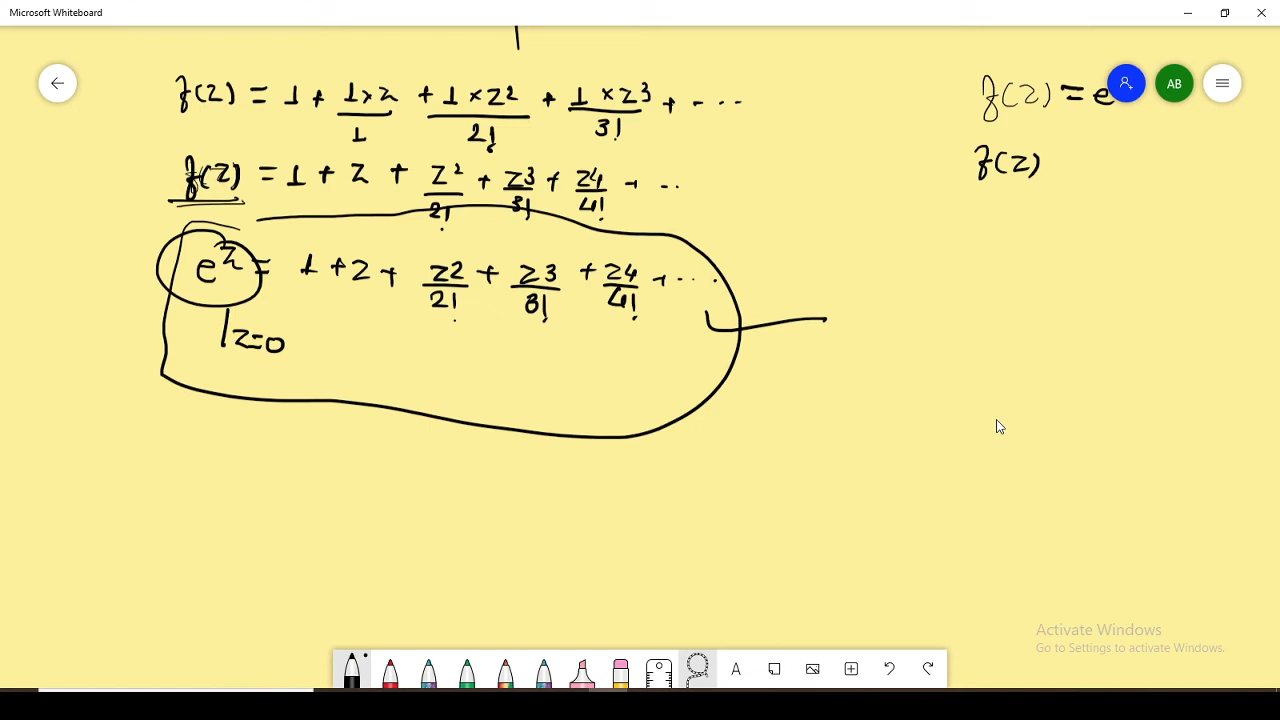 Microsoft Whiteboard
f(z) = 1 + 1×z/1 + 1×z²/2! + 1×z³/3! + ...
f(z) = 1 + z + z²/2! + z³/3! + z⁴/4! + ...
e^z = 1 + z + z²/2! + z³/3! + z⁴/4! + ...
|z=0
f(z) = e
f(z)
AB
Activate Windows
Go to Settings to activate Windows.
A